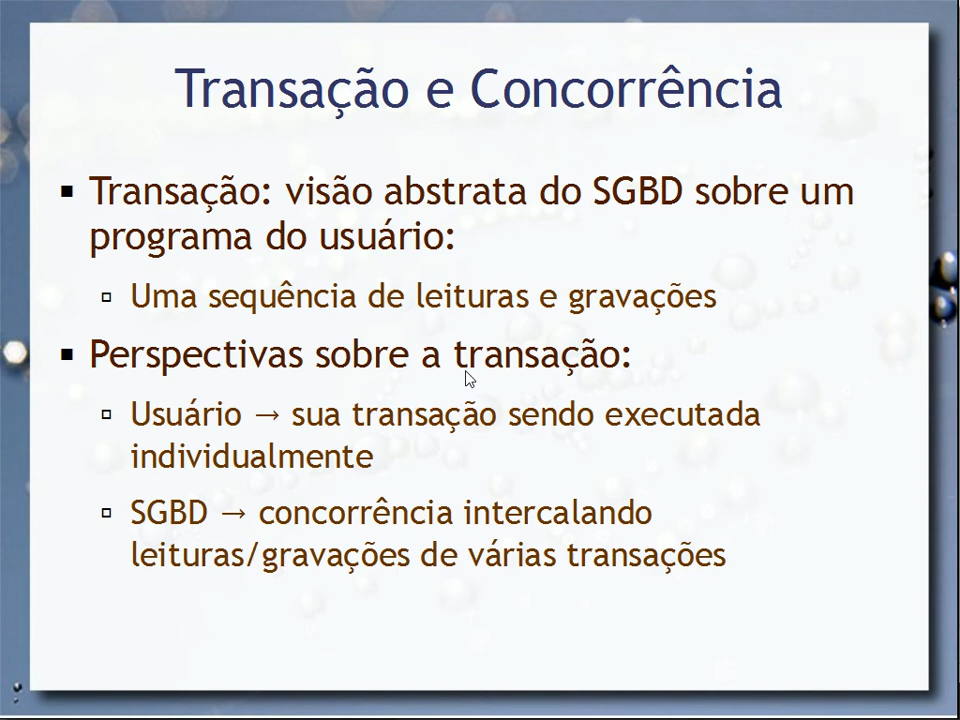 Transação e Concorrência
▪ Transação: visão abstrata do SGBD sobre um
programa do usuário:
▫ Uma sequência de leituras e gravações
▪ Perspectivas sobre a transação:
▫ Usuário → sua transação sendo executada
individualmente
▫ SGBD → concorrência intercalando
leituras/gravações de várias transações